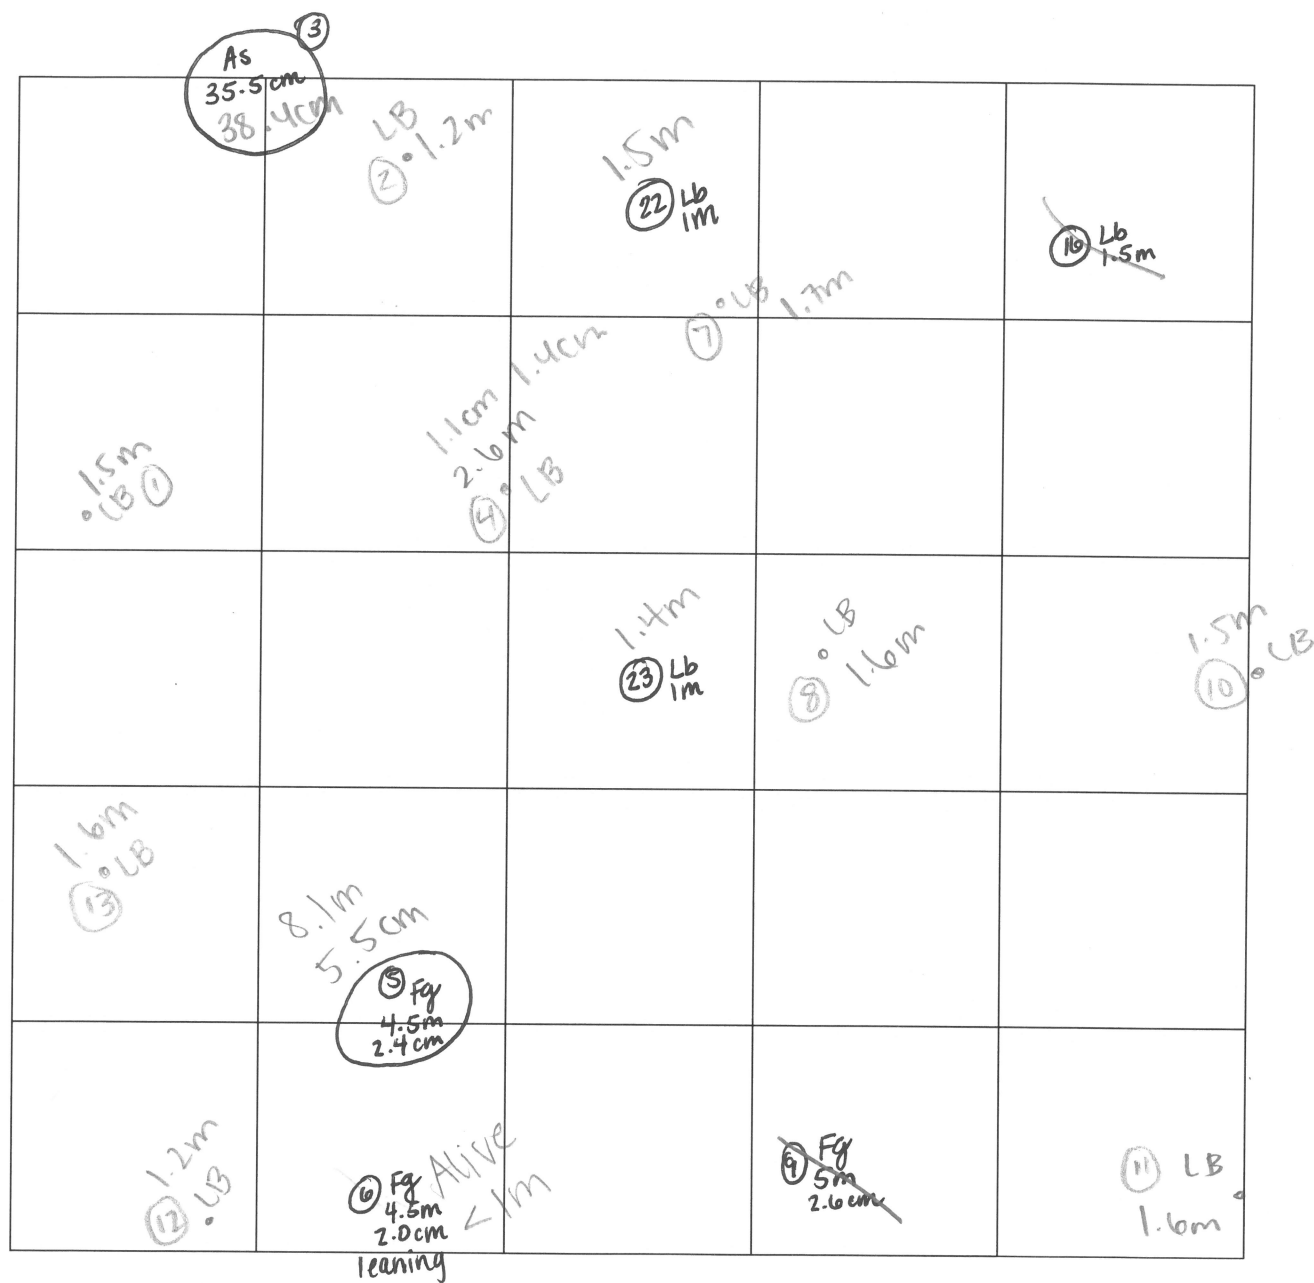 3
As
35.5cm
38.4cm
LB
2 1.2m
1.5m
22 Lb
1m
16 Lb
1.5m
7 LB 1.7m
1.5m
LB 1
1.1cm 1.4cm
2.6m
4 LB
1.4m
23 Lb
1m
LB
8 1.6m
1.5m
10 LB
1.6m
LB
13
8.1m
5.5cm
5 Fg
4.5m
2.4cm
1.2m
12 LB
6 Fg Alive
4.5m <1m
2.0cm
leaning
9 Fg
5m
2.6cm
11 LB
1.6m